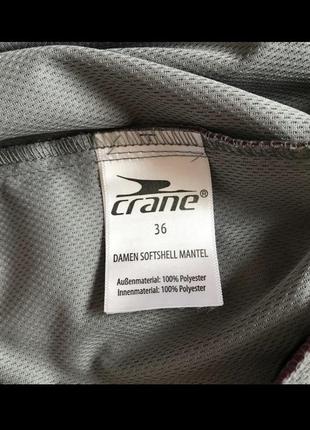 crane®
36
DAMEN SOFTSHELL MANTEL
Außenmaterial: 100% Polyester
Innenmaterial: 100% Polyester